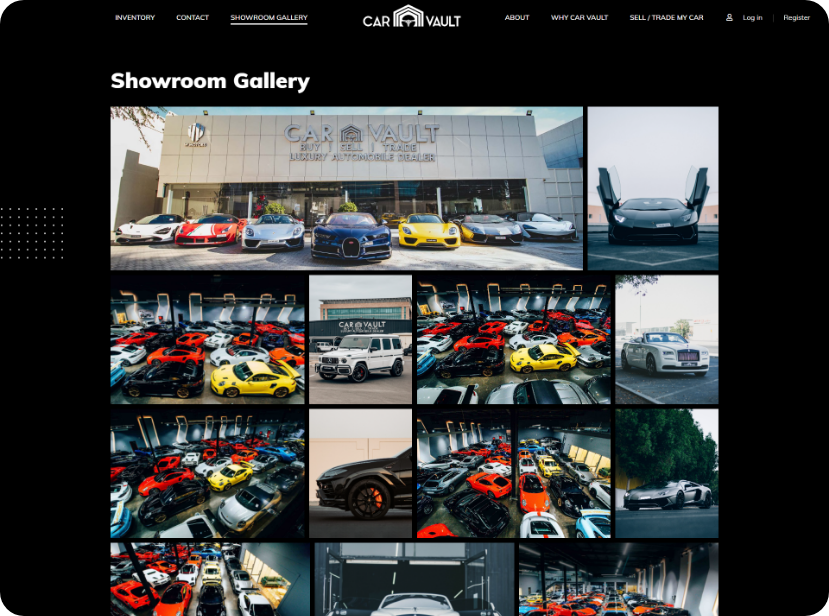 INVENTORY
CONTACT
SHOWROOM GALLERY
CAR VAULT
ABOUT
WHY CAR VAULT
SELL / TRADE MY CAR
Log in
Register
Showroom Gallery
CAR VAULT
BUY | SELL | TRADE
LUXURY AUTOMOBILE DEALER
CAR VAULT